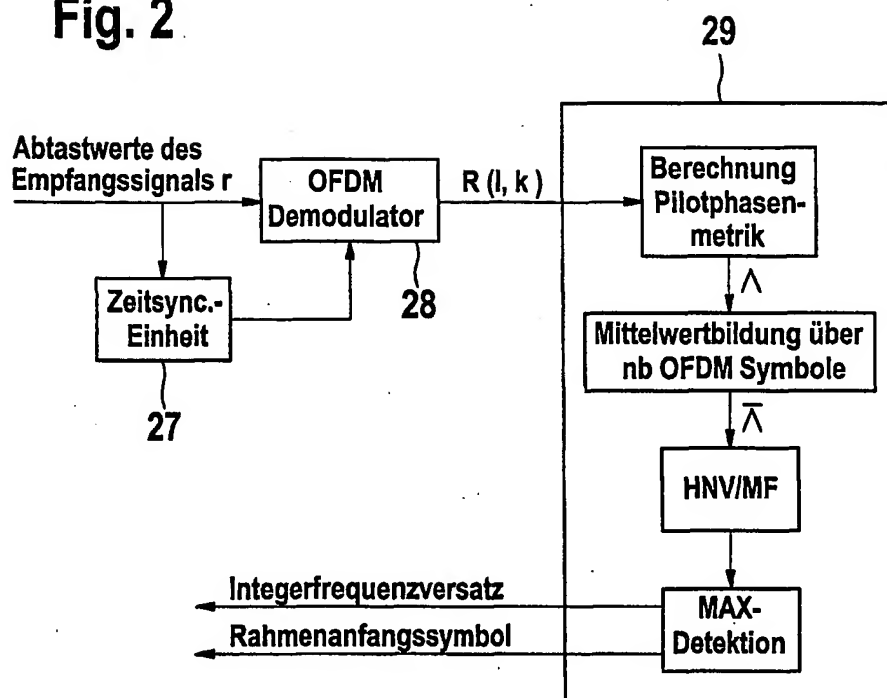 Fig. 2
29
Abtastwerte des
Empfangssignals r
OFDM
Demodulator
R (l, k )
Berechnung
Pilotphasen-
metrik
Zeitsync.-
Einheit
28
Λ
Mittelwertbildung über
nb OFDM Symbole
27
Λ̅
HNV/MF
Integerfrequenzversatz
Rahmenanfangssymbol
MAX-
Detektion